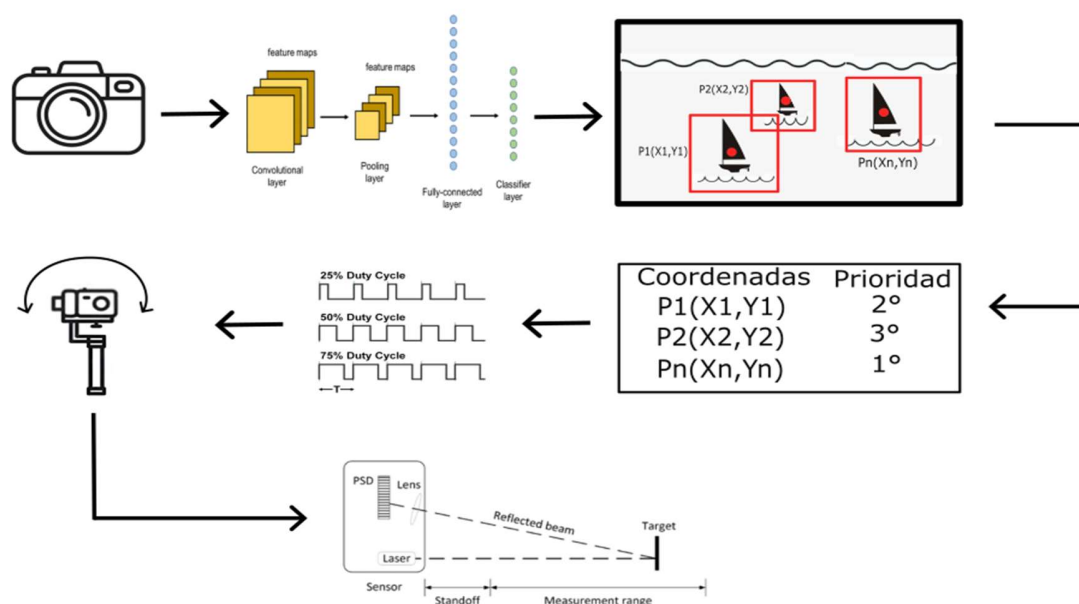 feature maps
feature maps
Convolutional
layer
Pooling
layer
Fully-connected
layer
Classifier
layer
P2(X2,Y2)
P1(X1,Y1)
Pn(Xn,Yn)
25% Duty Cycle
50% Duty Cycle
75% Duty Cycle
T
Coordenadas Prioridad
P1(X1,Y1) 2°
P2(X2,Y2) 3°
Pn(Xn,Yn) 1°
PSD
Lens
Reflected beam
Target
Laser
Sensor
Standoff
Measurement range